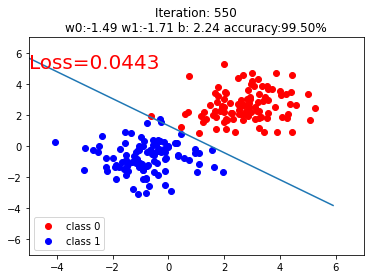 Iteration: 550
w0:-1.49 w1:-1.71 b: 2.24 accuracy:99.50%
Loss=0.0443
6
4
2
0
−2
−4
−6
class 0
class 1
−4 −2 0 2 4 6